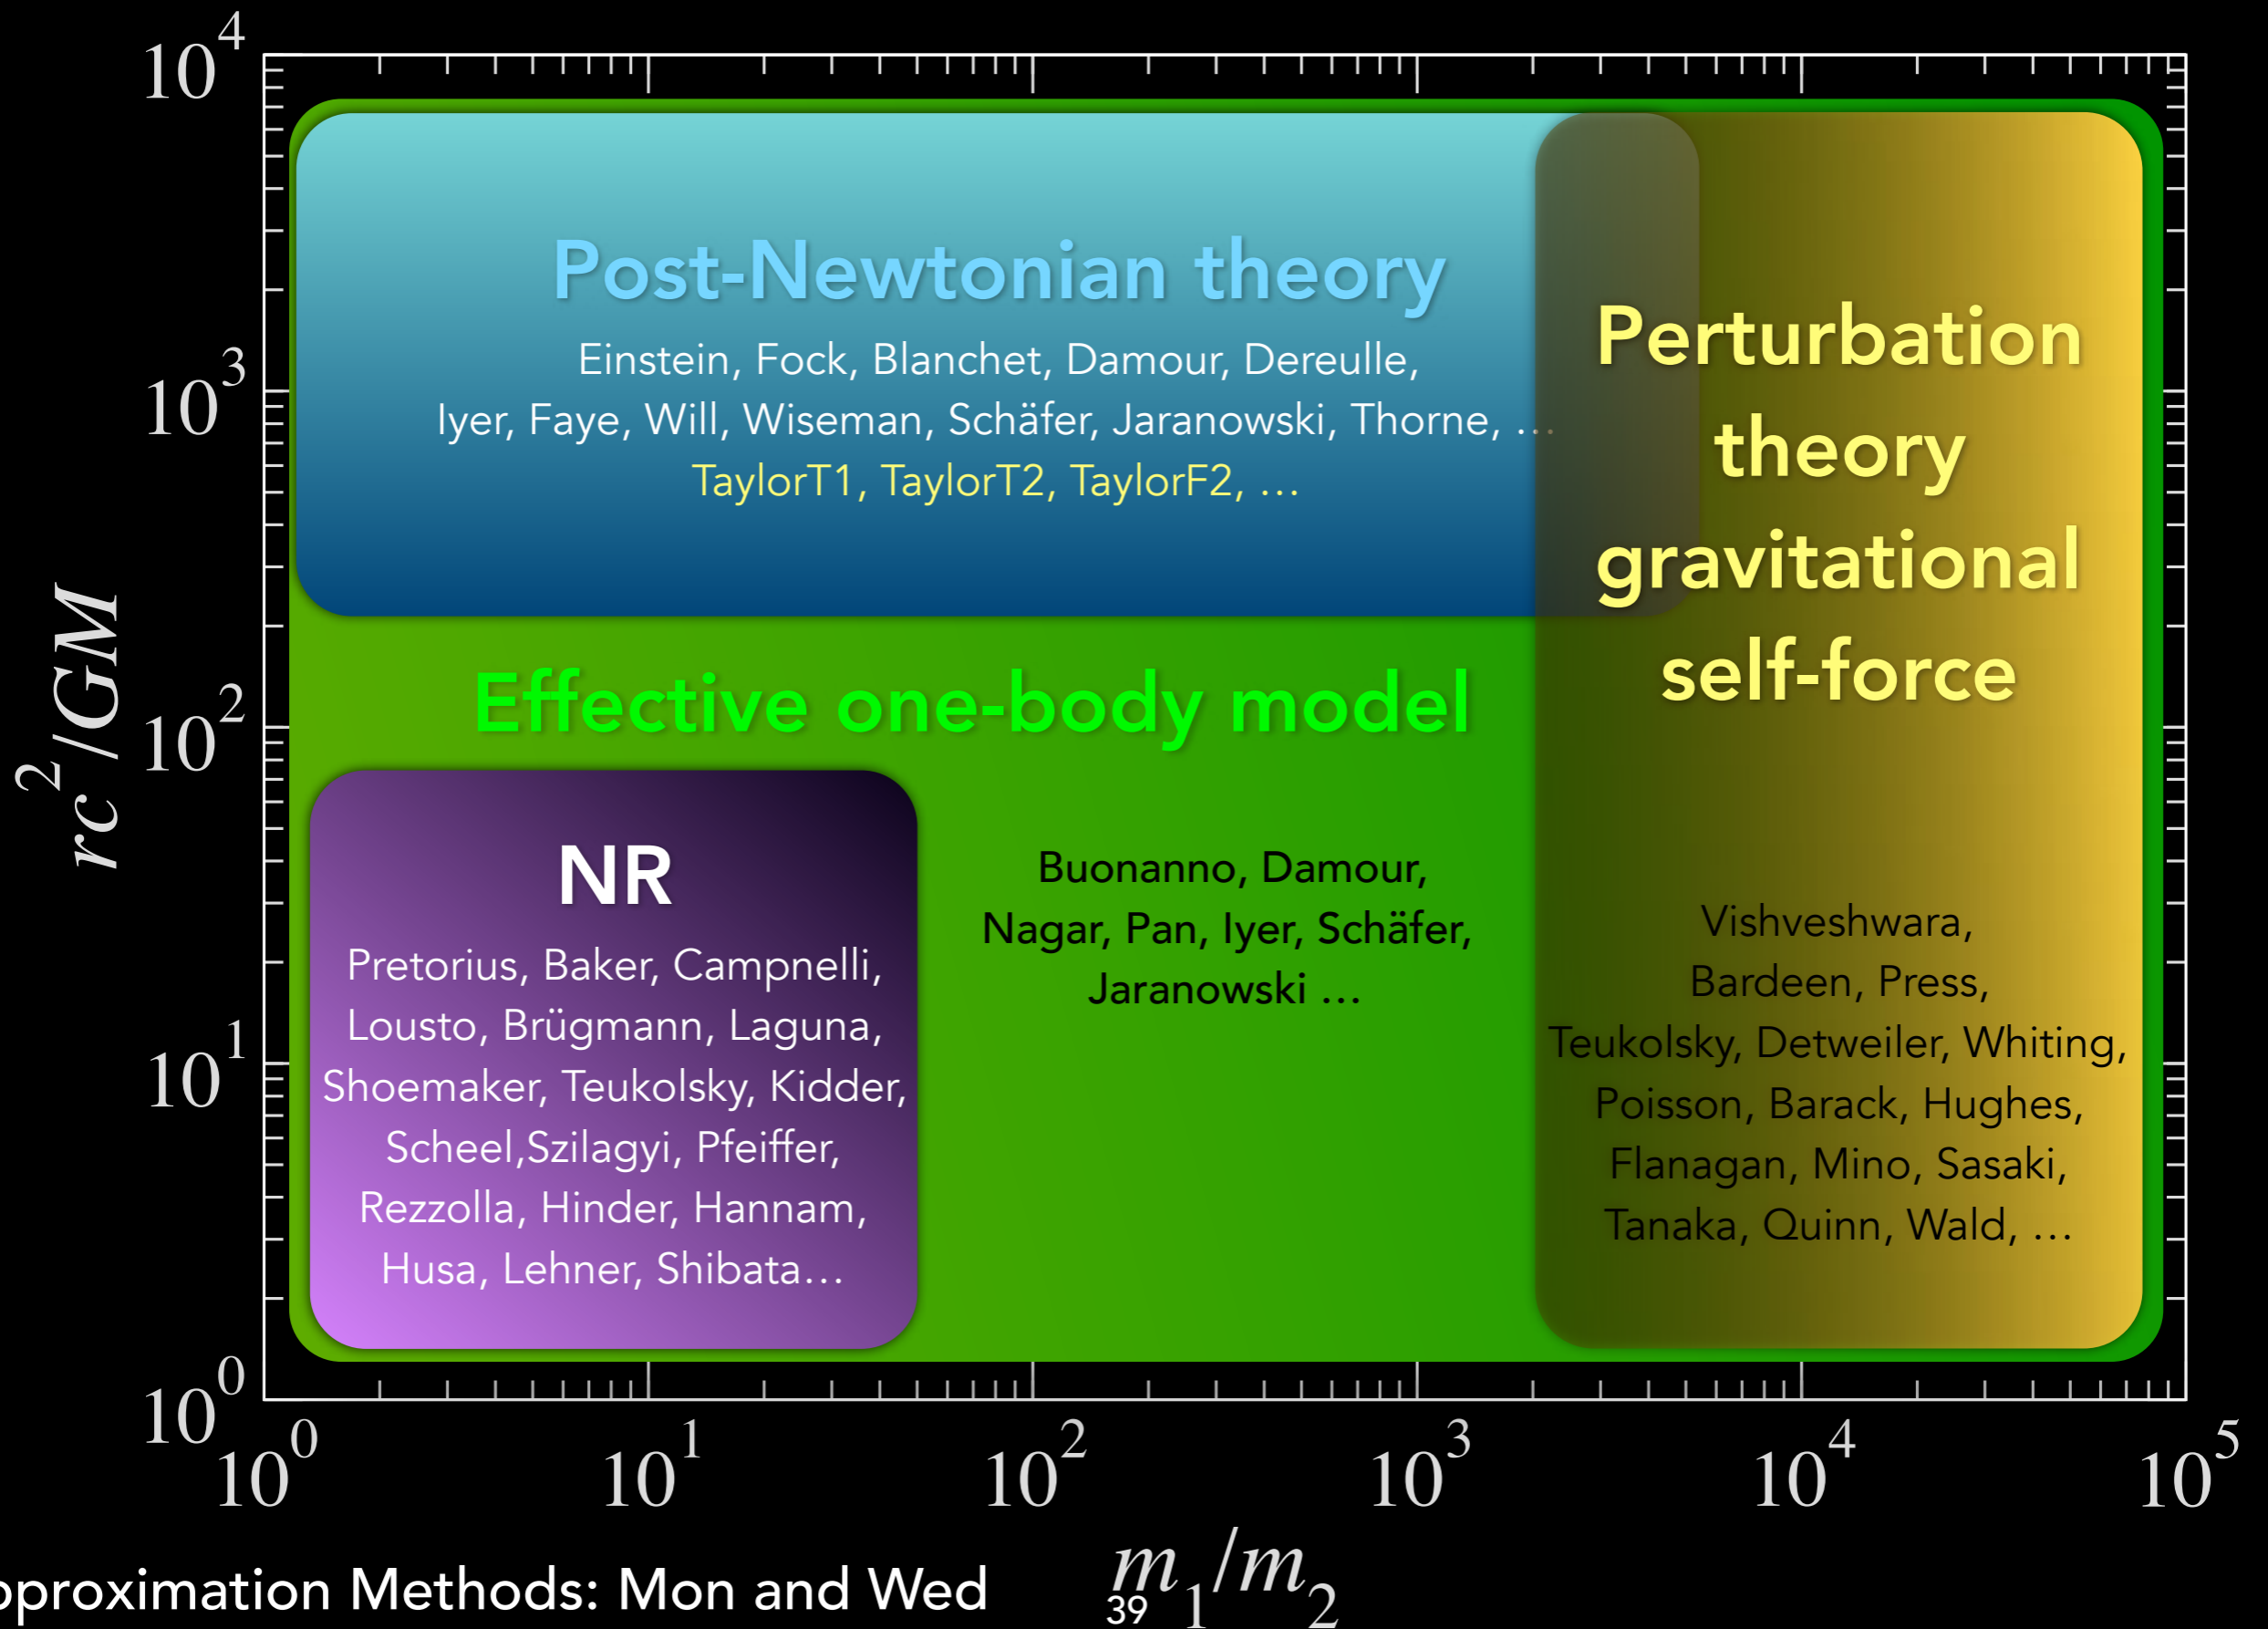 10^4
10^3
10^2
10^1
10^0
rc^2/GM
Post-Newtonian theory
Einstein, Fock, Blanchet, Damour, Dereulle,
Iyer, Faye, Will, Wiseman, Schäfer, Jaranowski, Thorne, …
TaylorT1, TaylorT2, TaylorF2, …
Perturbation
theory
gravitational
self-force
Vishveshwara,
Bardeen, Press,
Teukolsky, Detweiler, Whiting,
Poisson, Barack, Hughes,
Flanagan, Mino, Sasaki,
Tanaka, Quinn, Wald, …
Effective one-body model
Buonanno, Damour,
Nagar, Pan, Iyer, Schäfer,
Jaranowski …
NR
Pretorius, Baker, Campnelli,
Lousto, Brügmann, Laguna,
Shoemaker, Teukolsky, Kidder,
Scheel,Szilagyi, Pfeiffer,
Rezzolla, Hinder, Hannam,
Husa, Lehner, Shibata…
10^0 10^1 10^2 10^3 10^4 10^5
m_1/m_2
pproximation Methods: Mon and Wed
39